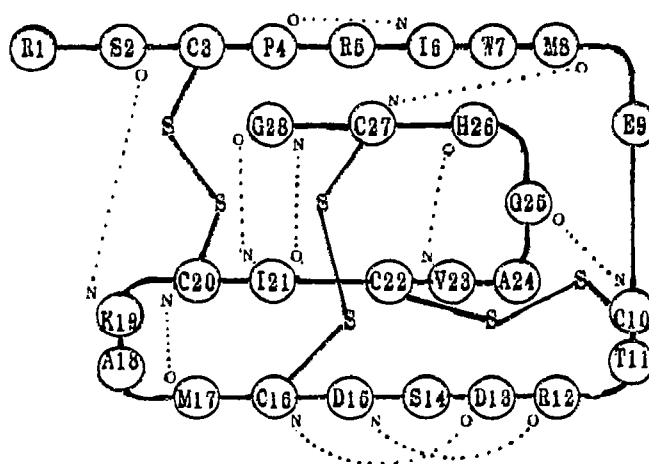 O N
R1 S2 C3 P4 R5 I6 W7 M8
O N O
S G28 C27 H26 E9
O N O
S S G25
O
N N O N S N
C20 I21 C22 V23 A24
K19 N S S C10
A18 O T11
M17 C16 D15 S14 D13 R12
N N O O